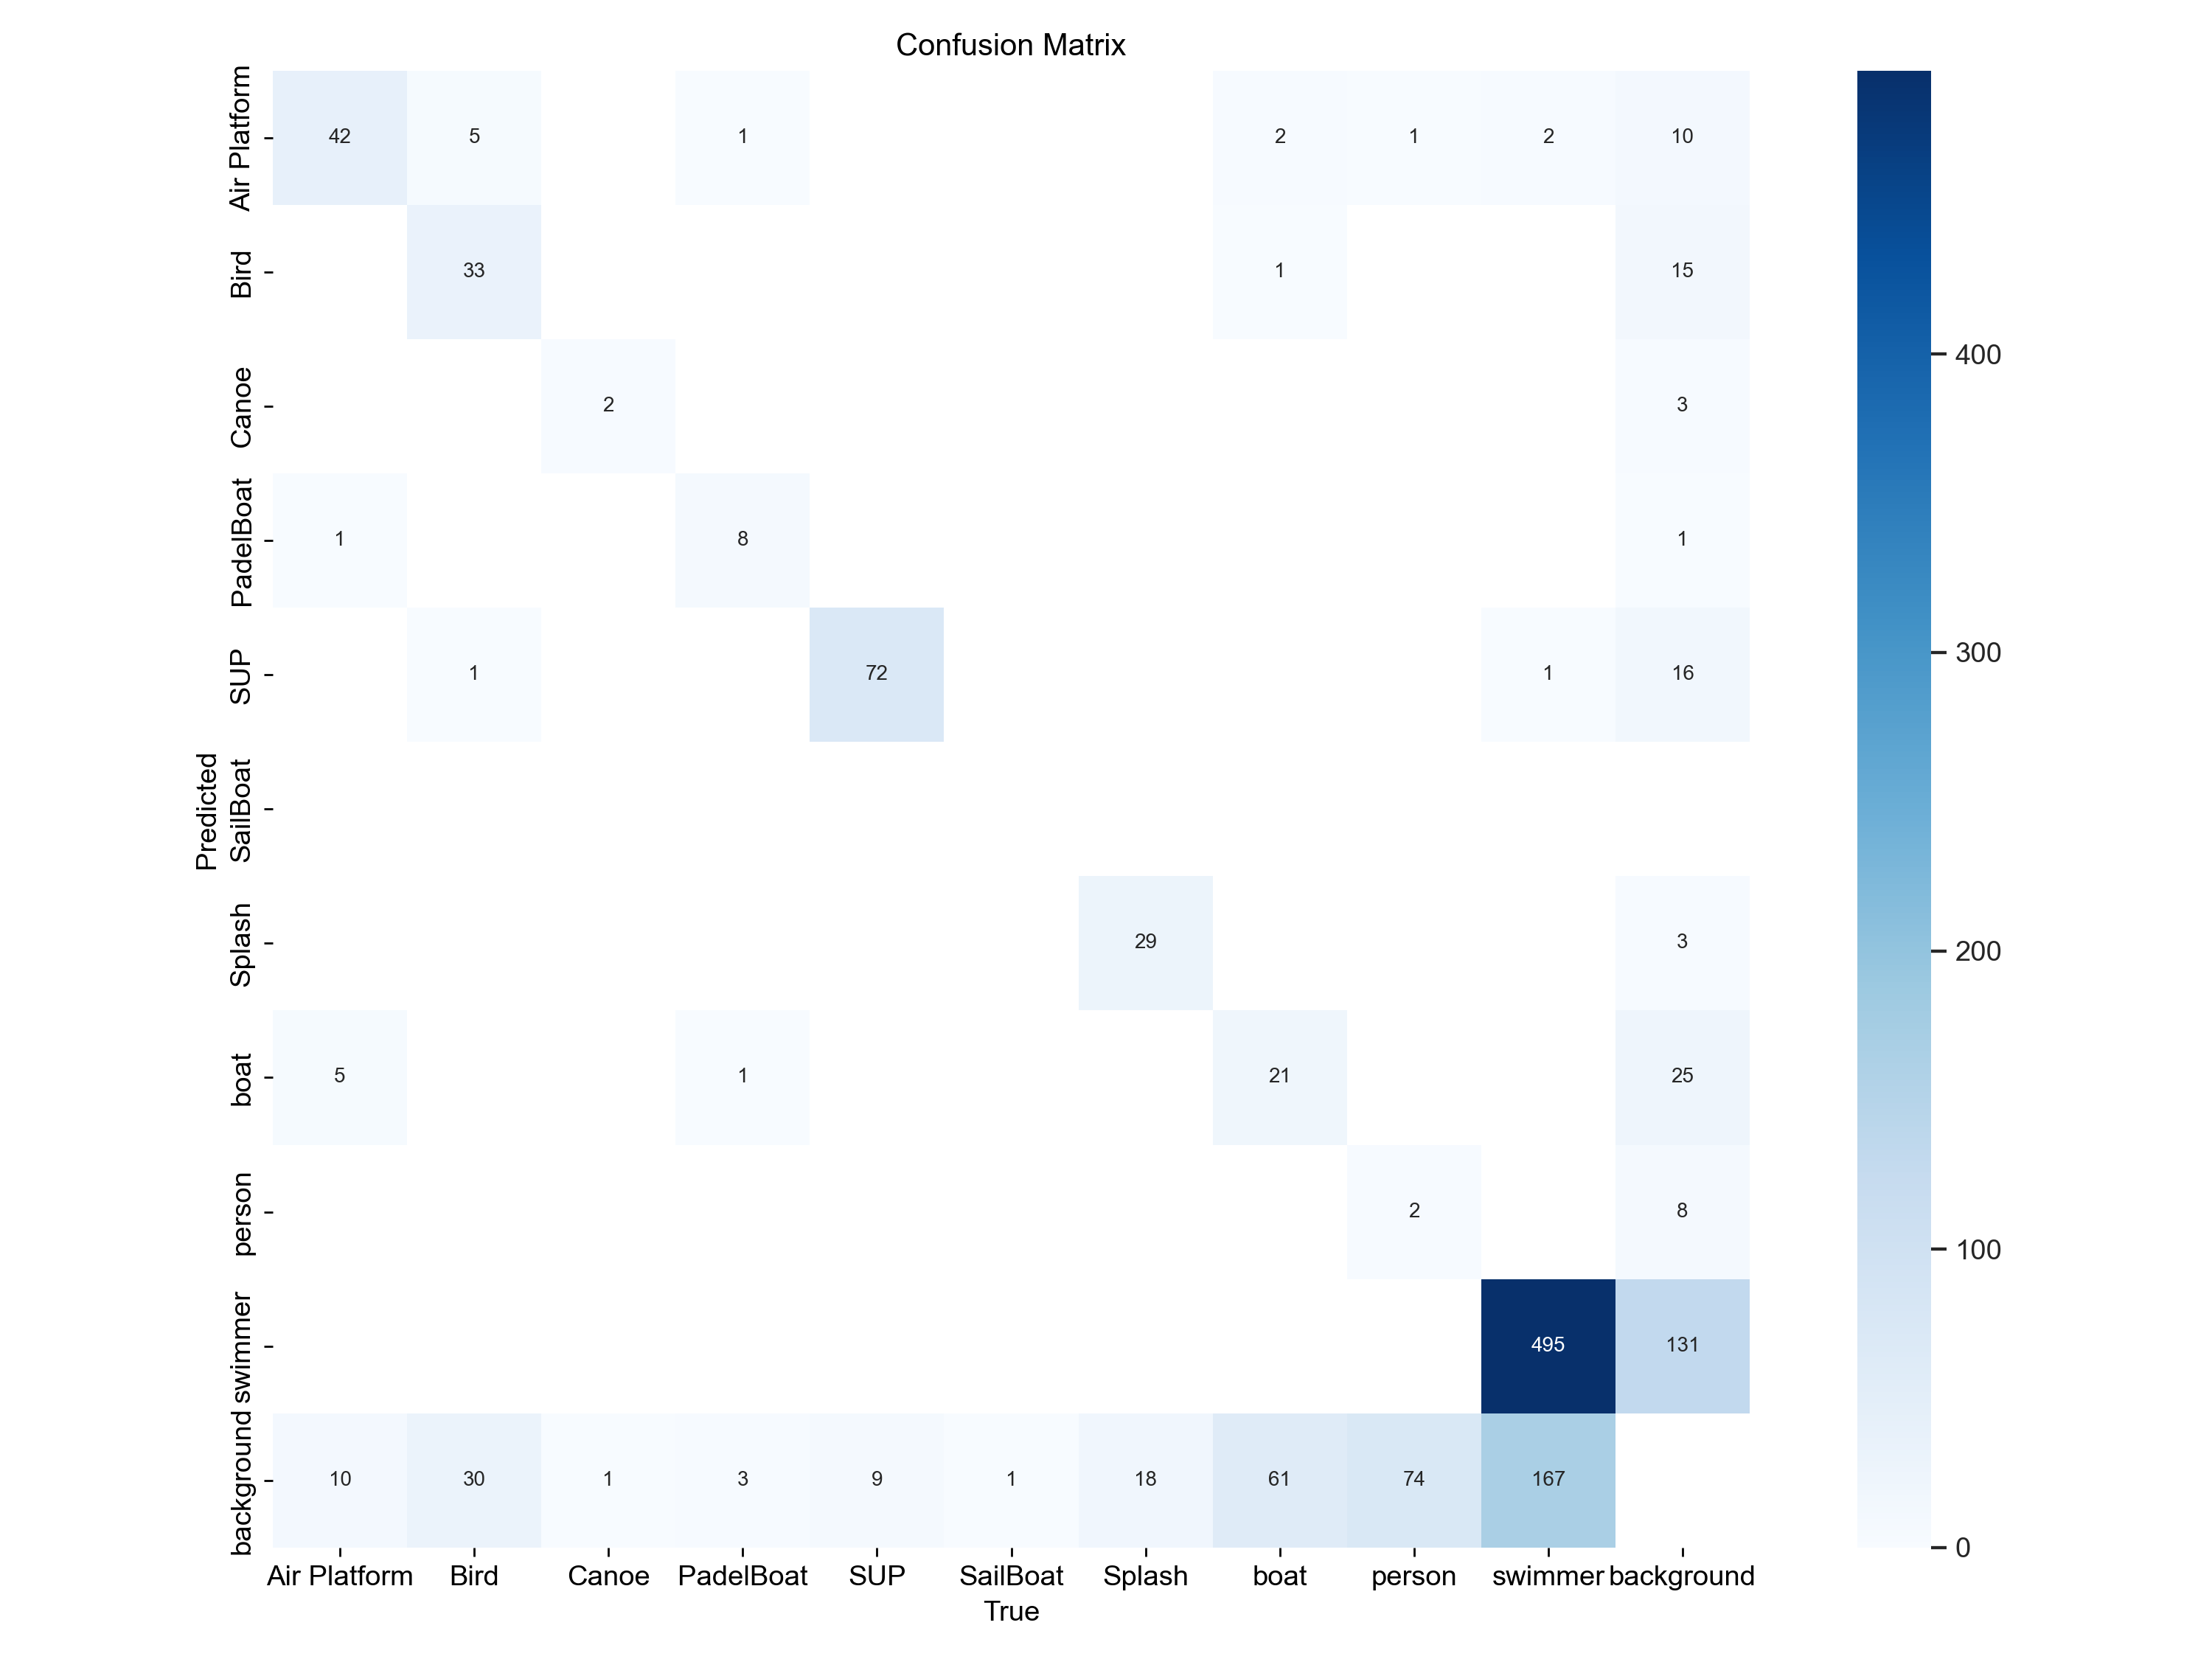 Confusion Matrix
Air Platform 42 5 1 2 1 2 10
Bird 33 1 15
Canoe 2 3
PadelBoat 1 8 1
SUP 1 72 1 16
SailBoat
Splash 29 3
boat 5 1 21 25
person 2 8
swimmer 495 131
background 10 30 1 3 9 1 18 61 74 167
Predicted
Air Platform Bird Canoe PadelBoat SUP SailBoat Splash boat person swimmer background
True
400
300
200
100
0